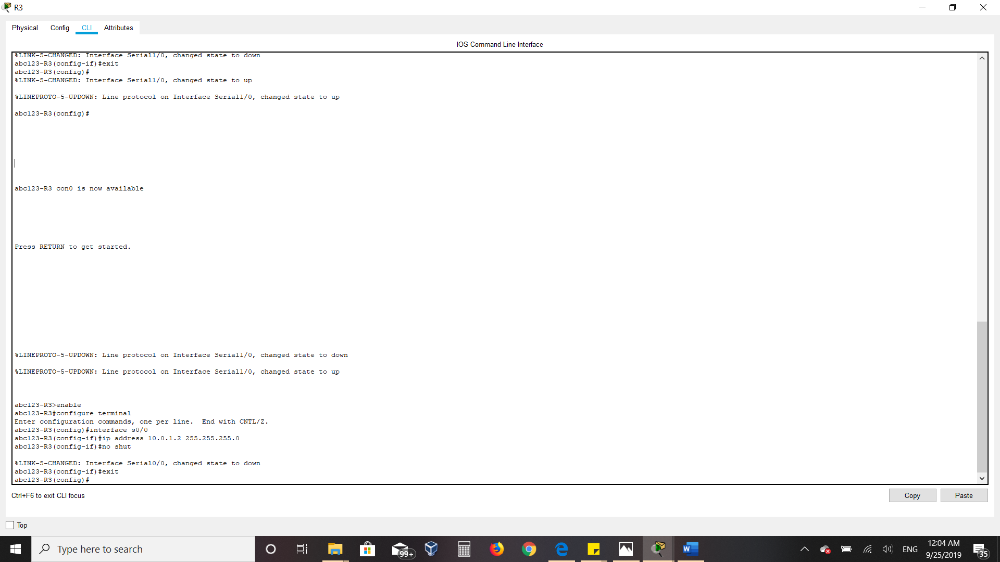 R3
Physical Config CLI Attributes
IOS Command Line Interface
%LINK-5-CHANGED: Interface Serial1/0, changed state to down
abc123-R3(config-if)#exit
abc123-R3(config)#
%LINK-5-CHANGED: Interface Serial1/0, changed state to up
%LINEPROTO-5-UPDOWN: Line protocol on Interface Serial1/0, changed state to up
abc123-R3(config)#
abc123-R3 con0 is now available
Press RETURN to get started.
%LINEPROTO-5-UPDOWN: Line protocol on Interface Serial1/0, changed state to down
%LINEPROTO-5-UPDOWN: Line protocol on Interface Serial1/0, changed state to up
abc123-R3>enable
abc123-R3#configure terminal
Enter configuration commands, one per line.  End with CNTL/Z.
abc123-R3(config)#interface s0/0
abc123-R3(config-if)#ip address 10.0.1.2 255.255.255.0
abc123-R3(config-if)#no shut
%LINK-5-CHANGED: Interface Serial0/0, changed state to down
abc123-R3(config-if)#exit
abc123-R3(config)#
Ctrl+F6 to exit CLI focus
Copy Paste
Top
Type here to search
99+
ENG
12:04 AM
9/25/2019
35